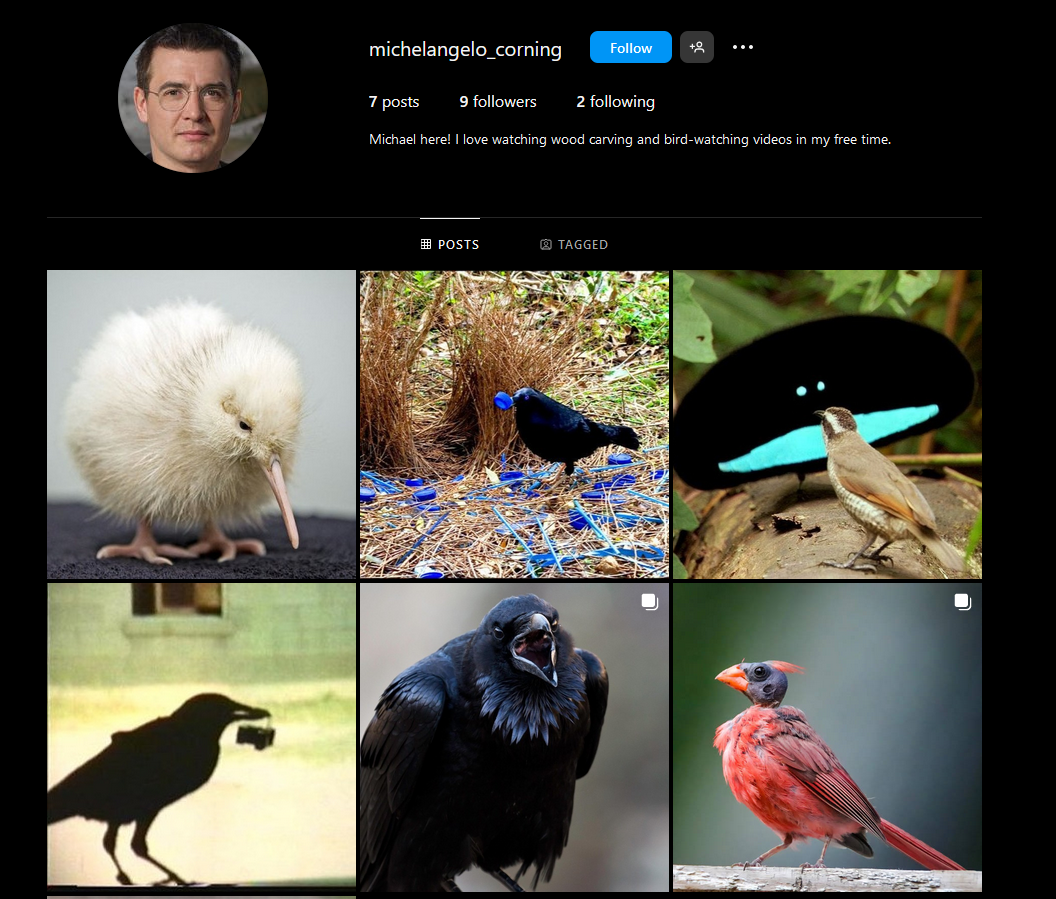 michelangelo_corning
Follow
7 posts 9 followers 2 following
Michael here! I love watching wood carving and bird-watching videos in my free time.
POSTS TAGGED